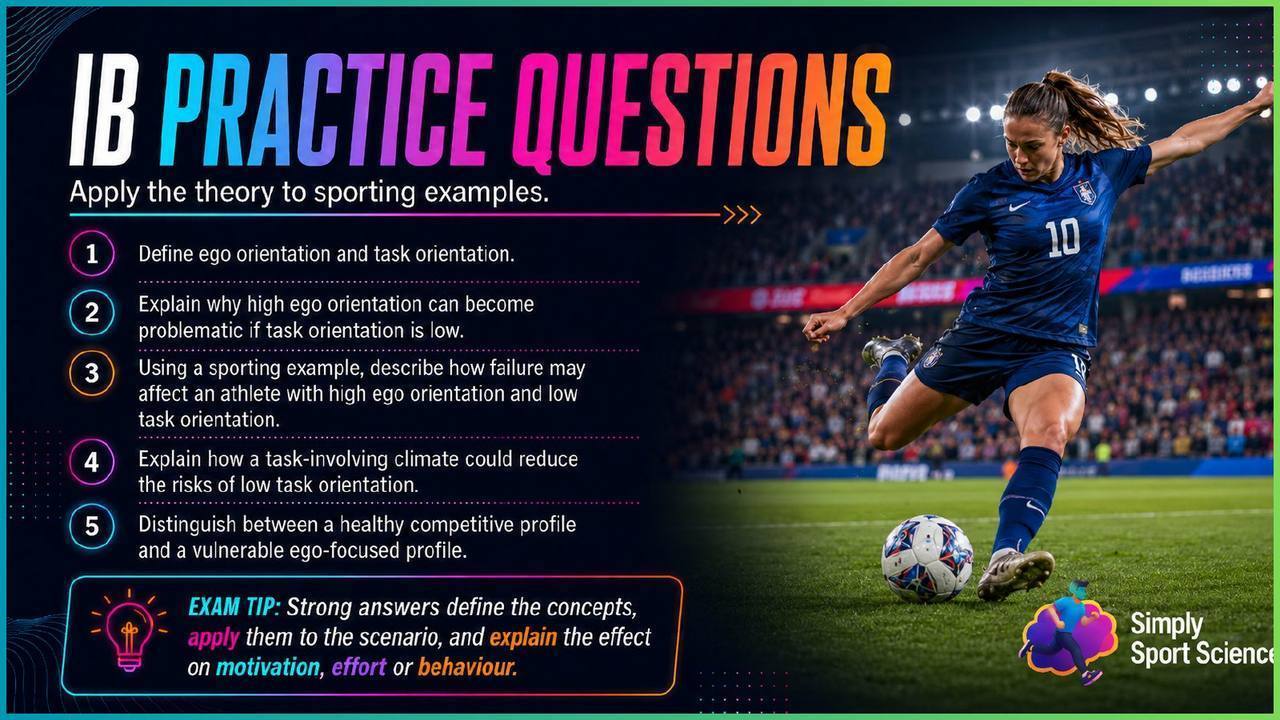 IB PRACTICE QUESTIONS
Apply the theory to sporting examples.
1
Define ego orientation and task orientation.
2
Explain why high ego orientation can become
problematic if task orientation is low.
3
Using a sporting example, describe how failure may
affect an athlete with high ego orientation and low
task orientation.
4
Explain how a task-involving climate could reduce
the risks of low task orientation.
5
Distinguish between a healthy competitive profile
and a vulnerable ego-focused profile.
EXAM TIP: Strong answers define the concepts,
apply them to the scenario, and explain the effect
on motivation, effort or behaviour.
10
Simply
Sport Science